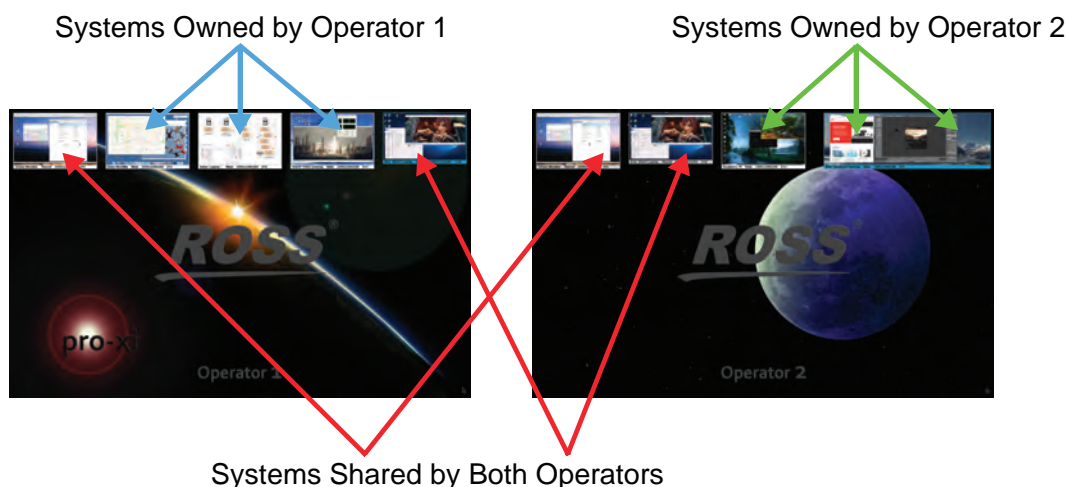 Systems Owned by Operator 1
Systems Owned by Operator 2
ROSS®
ROSS®
pro-xi
Operator 1
Operator 2
Systems Shared by Both Operators